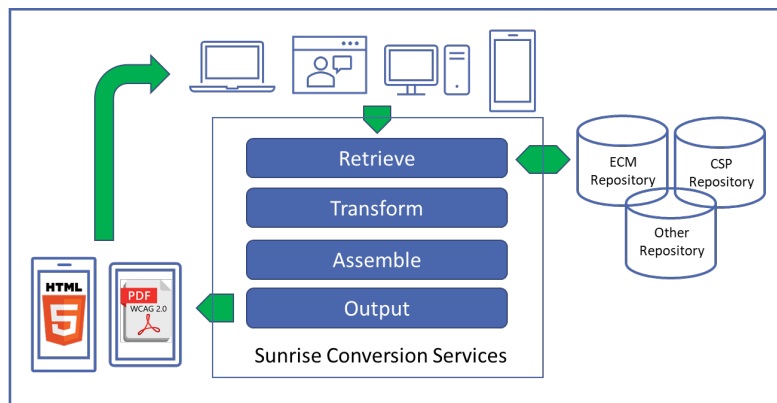 Retrieve
Transform
Assemble
Output
Sunrise Conversion Services
ECM
Repository
CSP
Repository
Other
Repository
HTML
5
PDF
WCAG 2.0